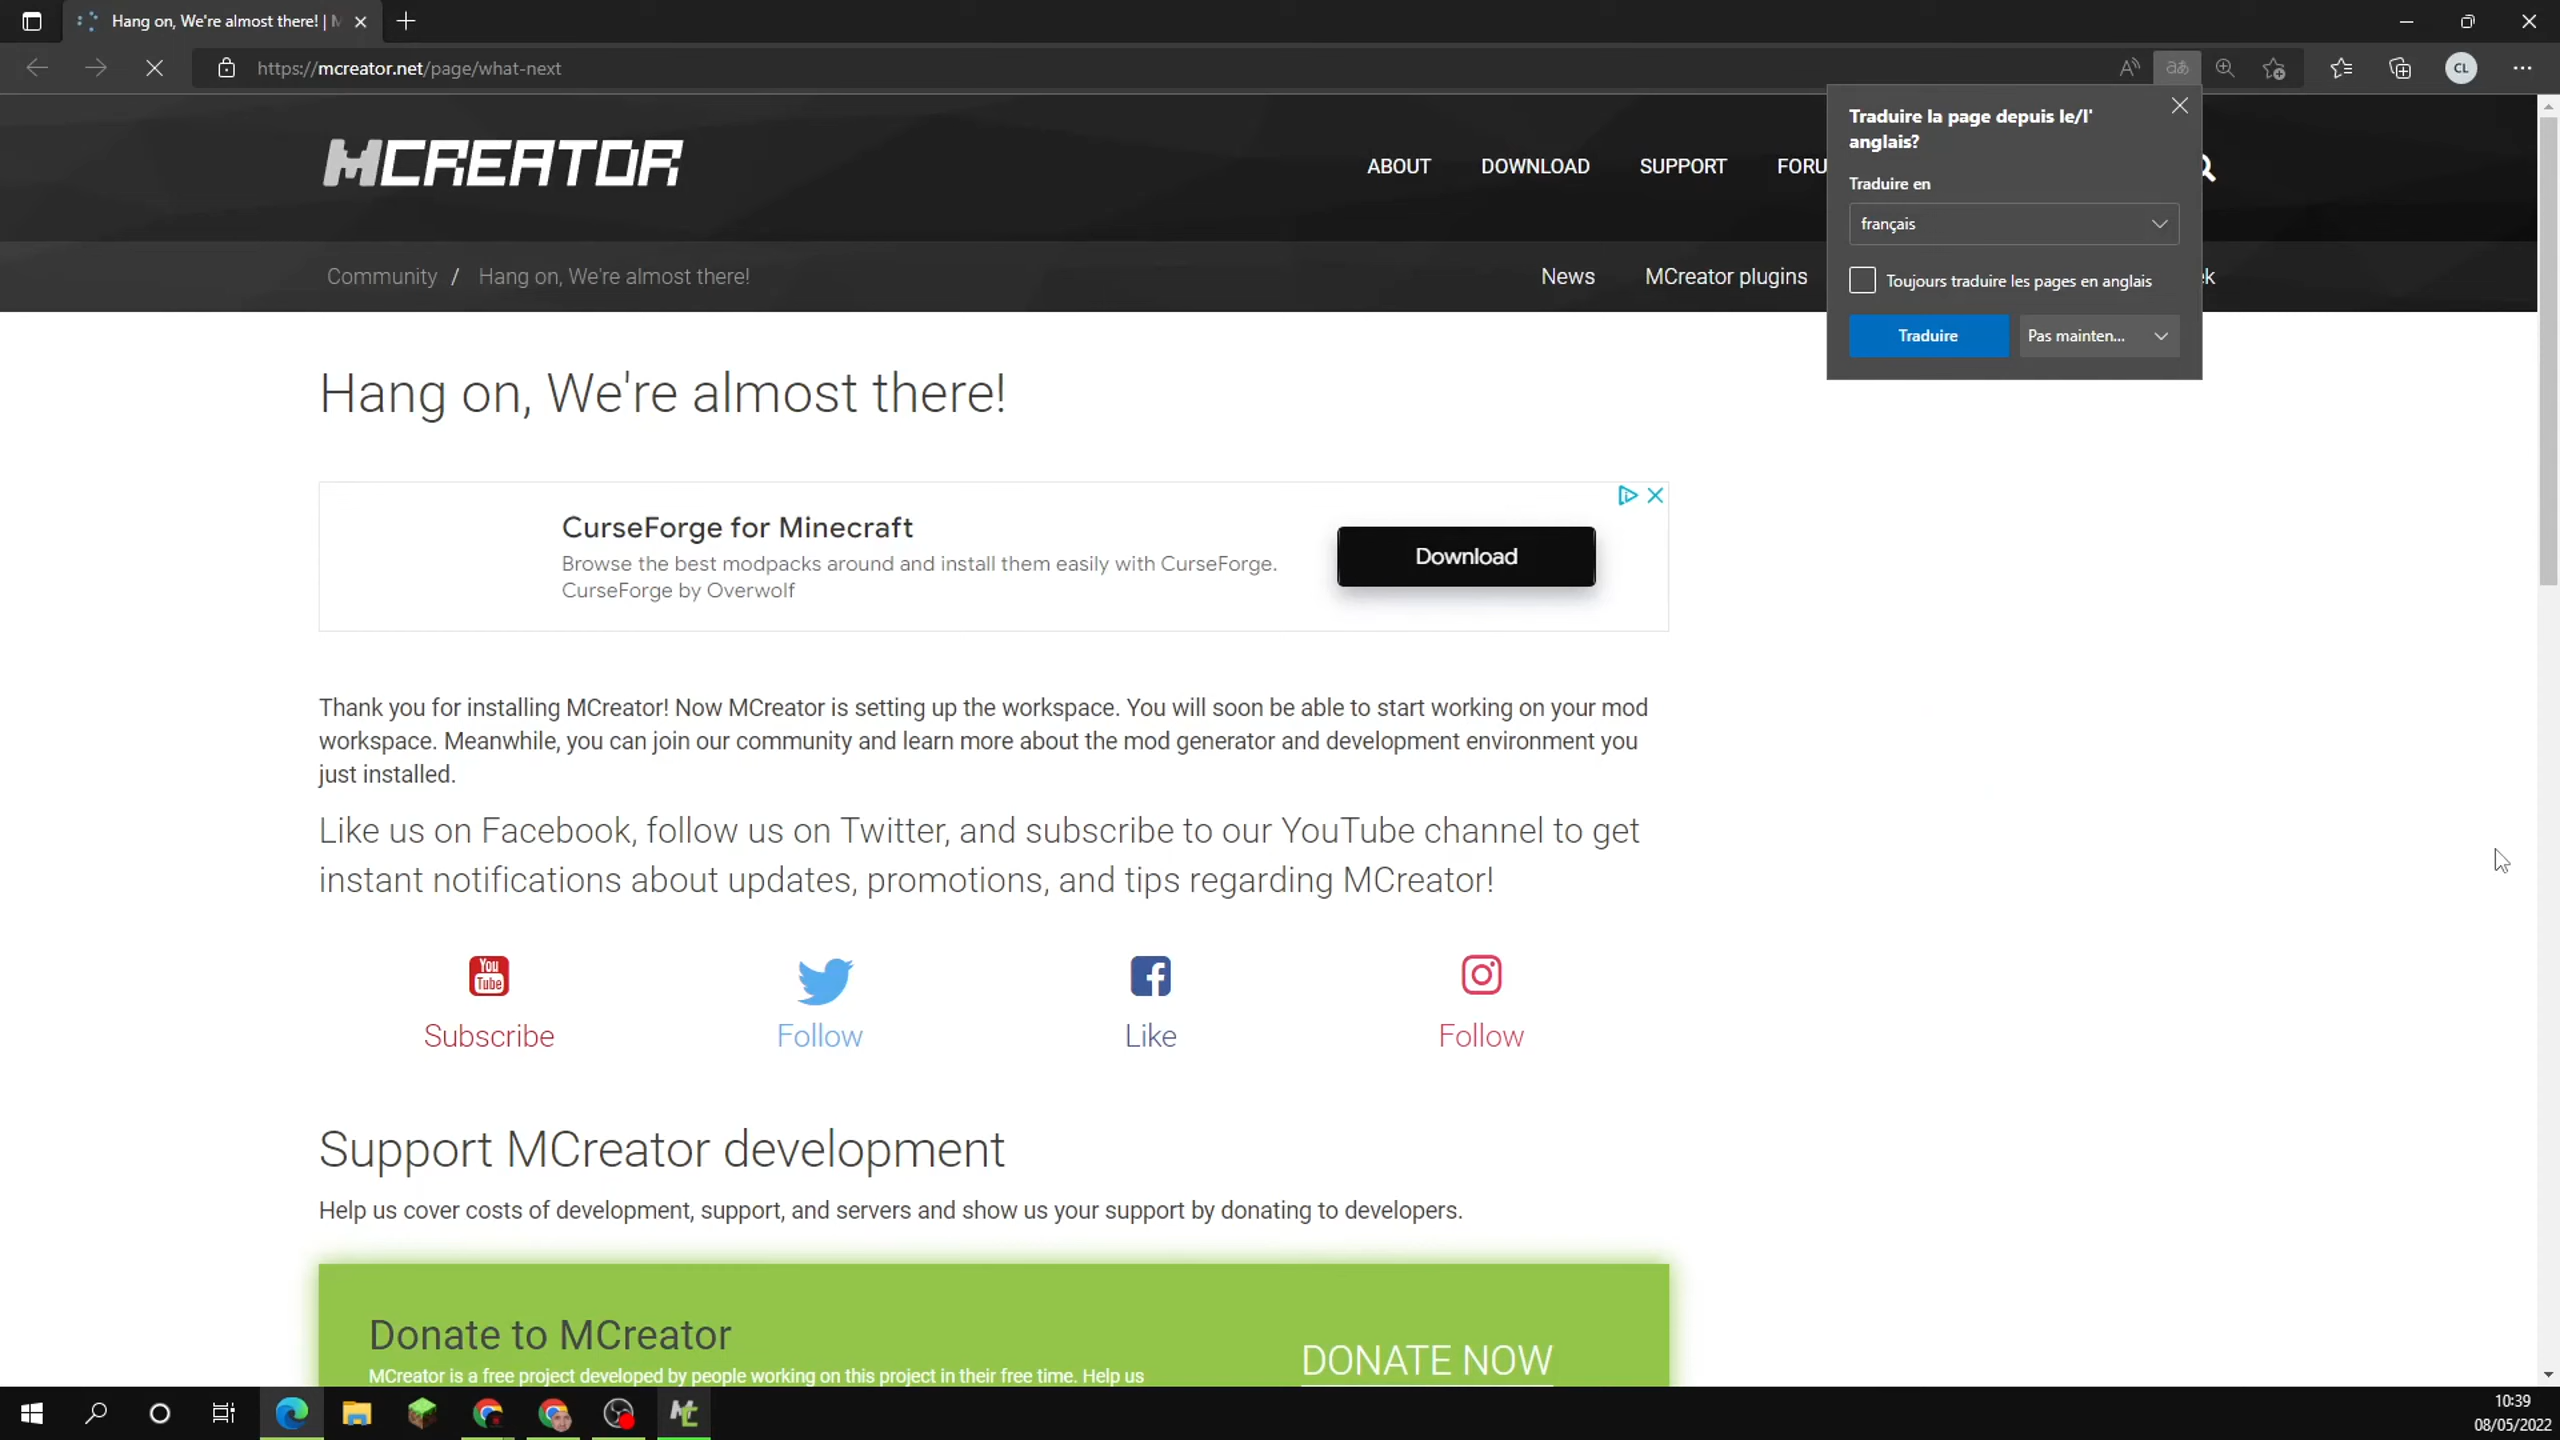 Hang on, We're almost there! |
https://mcreator.net/page/what-next
CL
MCREATOR
ABOUT
DOWNLOAD
SUPPORT
FORU
Traduire la page depuis le/l'
anglais?
Traduire en
français
Toujours traduire les pages en anglais
Traduire
Pas mainten...
Community / Hang on, We're almost there!
News
MCreator plugins
ek
Hang on, We're almost there!
CurseForge for Minecraft
Browse the best modpacks around and install them easily with CurseForge.
CurseForge by Overwolf
Download
Thank you for installing MCreator! Now MCreator is setting up the workspace. You will soon be able to start working on your mod
workspace. Meanwhile, you can join our community and learn more about the mod generator and development environment you
just installed.
Like us on Facebook, follow us on Twitter, and subscribe to our YouTube channel to get
instant notifications about updates, promotions, and tips regarding MCreator!
You
Tube
Subscribe
Follow
Like
Follow
Support MCreator development
Help us cover costs of development, support, and servers and show us your support by donating to developers.
Donate to MCreator
MCreator is a free project developed by people working on this project in their free time. Help us
DONATE NOW
10:39
08/05/2022